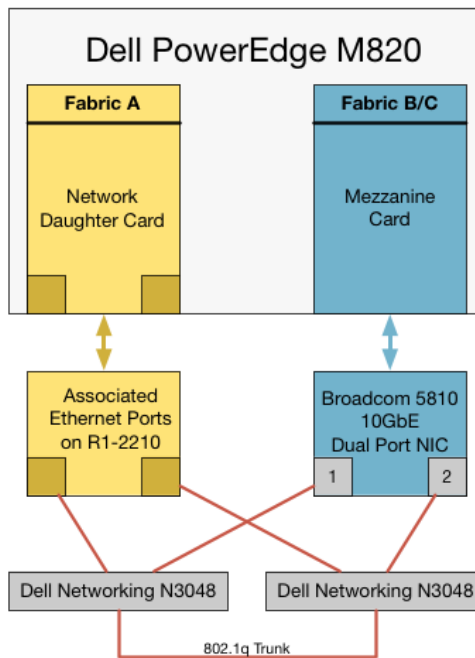 Dell PowerEdge M820
Fabric A
Fabric B/C
Network
Daughter Card
Mezzanine
Card
Associated
Ethernet Ports
on R1-2210
Broadcom 5810
10GbE
Dual Port NIC
1
2
Dell Networking N3048
Dell Networking N3048
802.1q Trunk